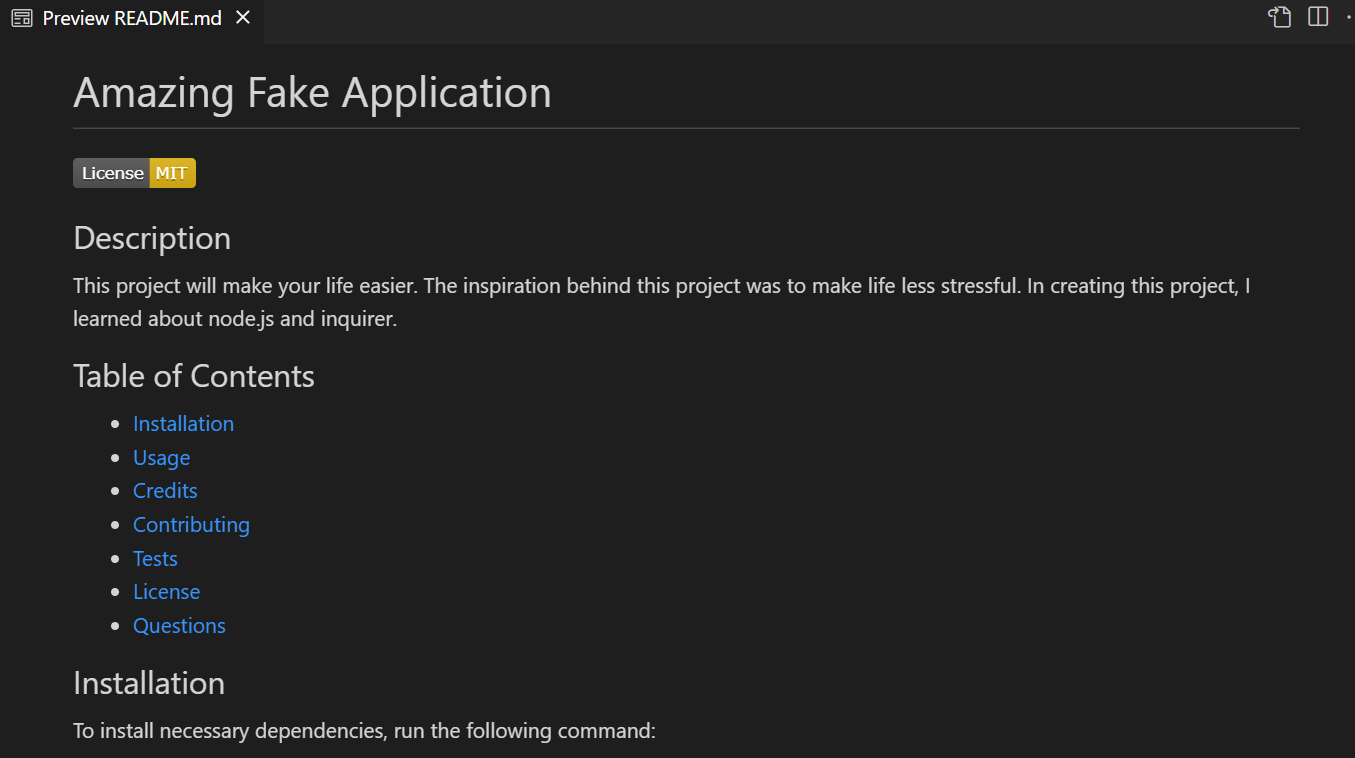 Preview README.md
Amazing Fake Application
License MIT
Description
This project will make your life easier. The inspiration behind this project was to make life less stressful. In creating this project, I
learned about node.js and inquirer.
Table of Contents
Installation
Usage
Credits
Contributing
Tests
License
Questions
Installation
To install necessary dependencies, run the following command: